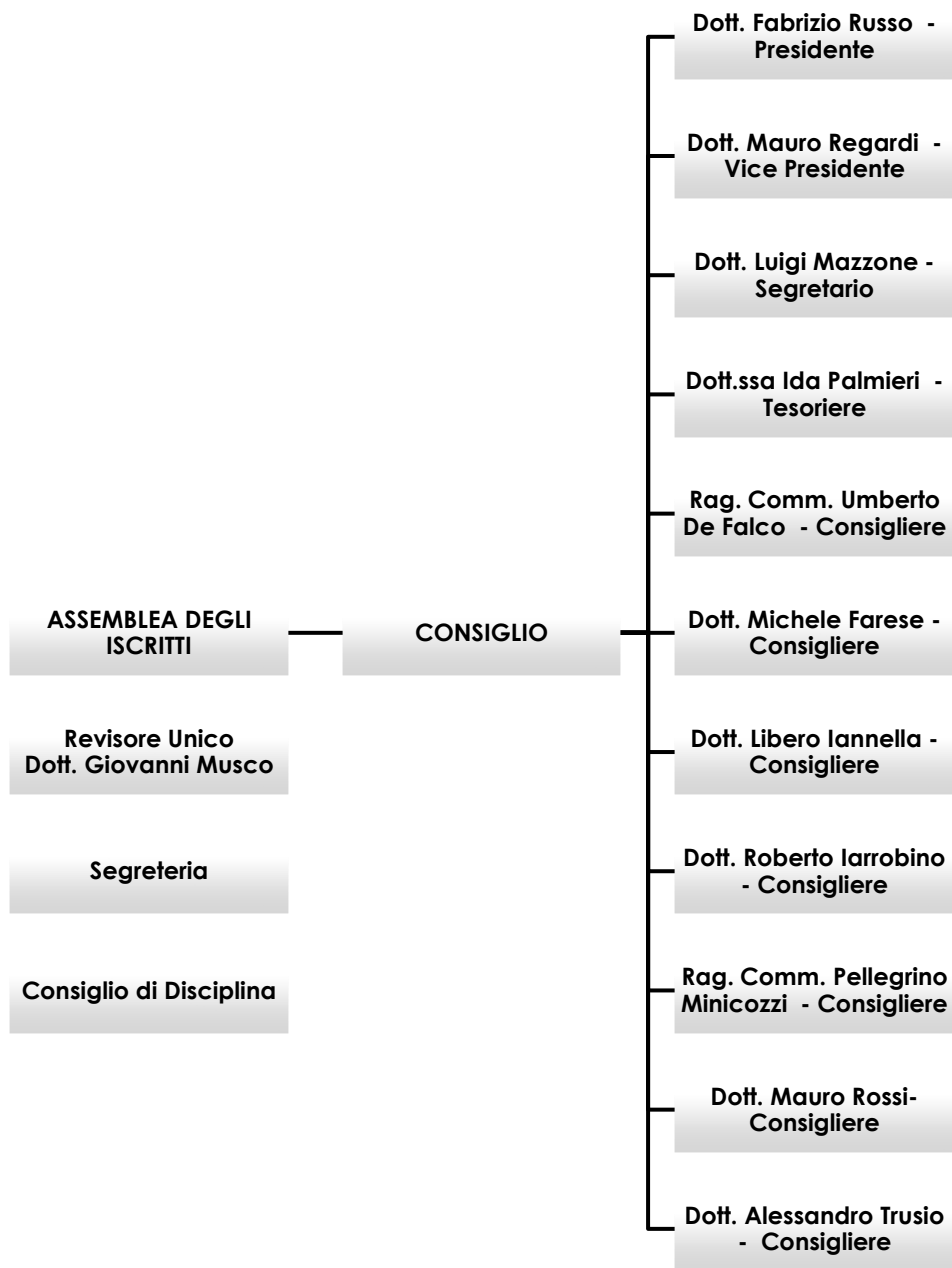 ASSEMBLEA DEGLI
ISCRITTI
Revisore Unico
Dott. Giovanni Musco
Segreteria
Consiglio di Disciplina
CONSIGLIO
Dott. Fabrizio Russo -
Presidente
Dott. Mauro Regardi -
Vice Presidente
Dott. Luigi Mazzone -
Segretario
Dott.ssa Ida Palmieri -
Tesoriere
Rag. Comm. Umberto
De Falco - Consigliere
Dott. Michele Farese -
Consigliere
Dott. Libero Iannella -
Consigliere
Dott. Roberto Iarrobino
- Consigliere
Rag. Comm. Pellegrino
Minicozzi - Consigliere
Dott. Mauro Rossi-
Consigliere
Dott. Alessandro Trusio
- Consigliere